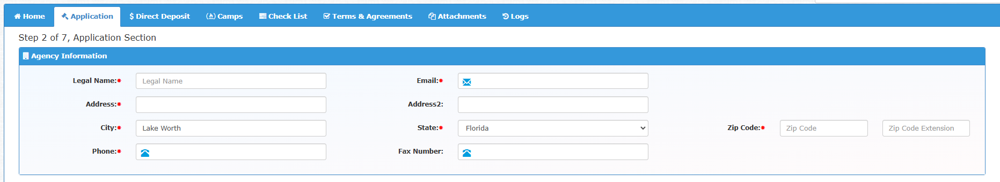 Home Application $ Direct Deposit Camps Check List Terms & Agreements Attachments Logs
Step 2 of 7, Application Section
Agency Information
Legal Name:* Legal Name Email:*
Address:* Address2:
City:* Lake Worth State:* Florida Zip Code:* Zip Code Zip Code Extension
Phone:* Fax Number: